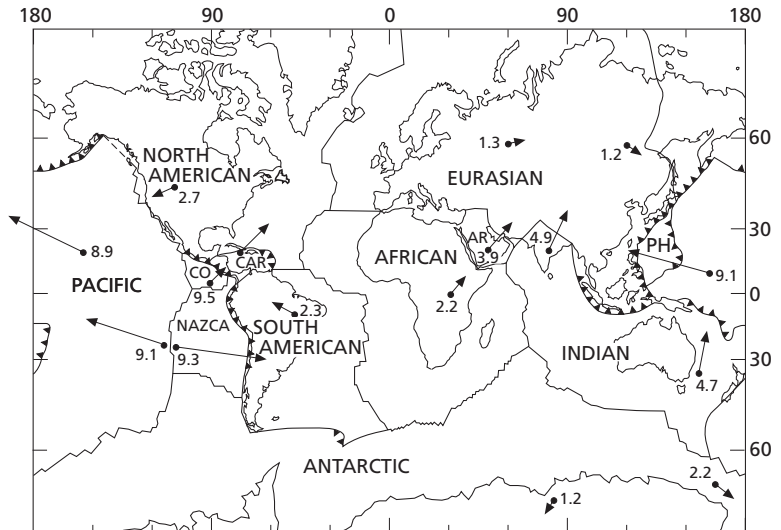 180 90 0 90 180
60
1.3
1.2
NORTH
AMERICAN
2.7
EURASIAN
30
8.9
AR
3.9
4.9
PH
AFRICAN
CAR
CO
PACIFIC
9.5
9.1
0
2.2
2.3
NAZCA
SOUTH
AMERICAN
9.1
9.3
INDIAN
30
4.7
60
ANTARCTIC
2.2
1.2